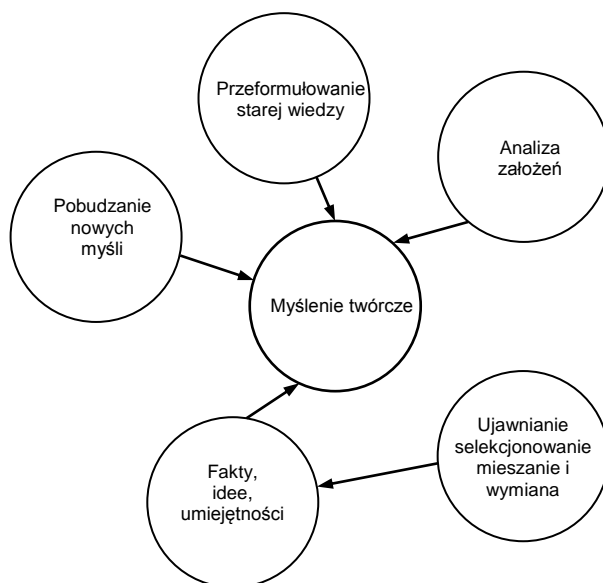 Przeformułowanie
starej wiedzy
Analiza
założeń
Pobudzanie
nowych
myśli
Myślenie twórcze
Ujawnianie
selekcjonowanie
mieszanie i
wymiana
Fakty,
idee,
umiejętności